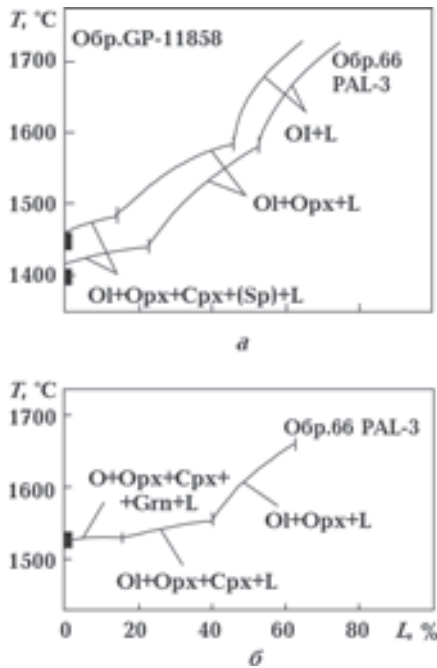 T, °C
Обр.GP-11858
1700
Обр.66
PAL-3
Ol+L
1600
Ol+Opx+L
1500
1400
Ol+Opx+Cpx+(Sp)+L
а
T, °C
1700
Обр.66 PAL-3
O+Opx+Cpx+
+Grn+L
1600
Ol+Opx+L
1500
Ol+Opx+Cpx+L
0 20 40 60 80 L, %
б